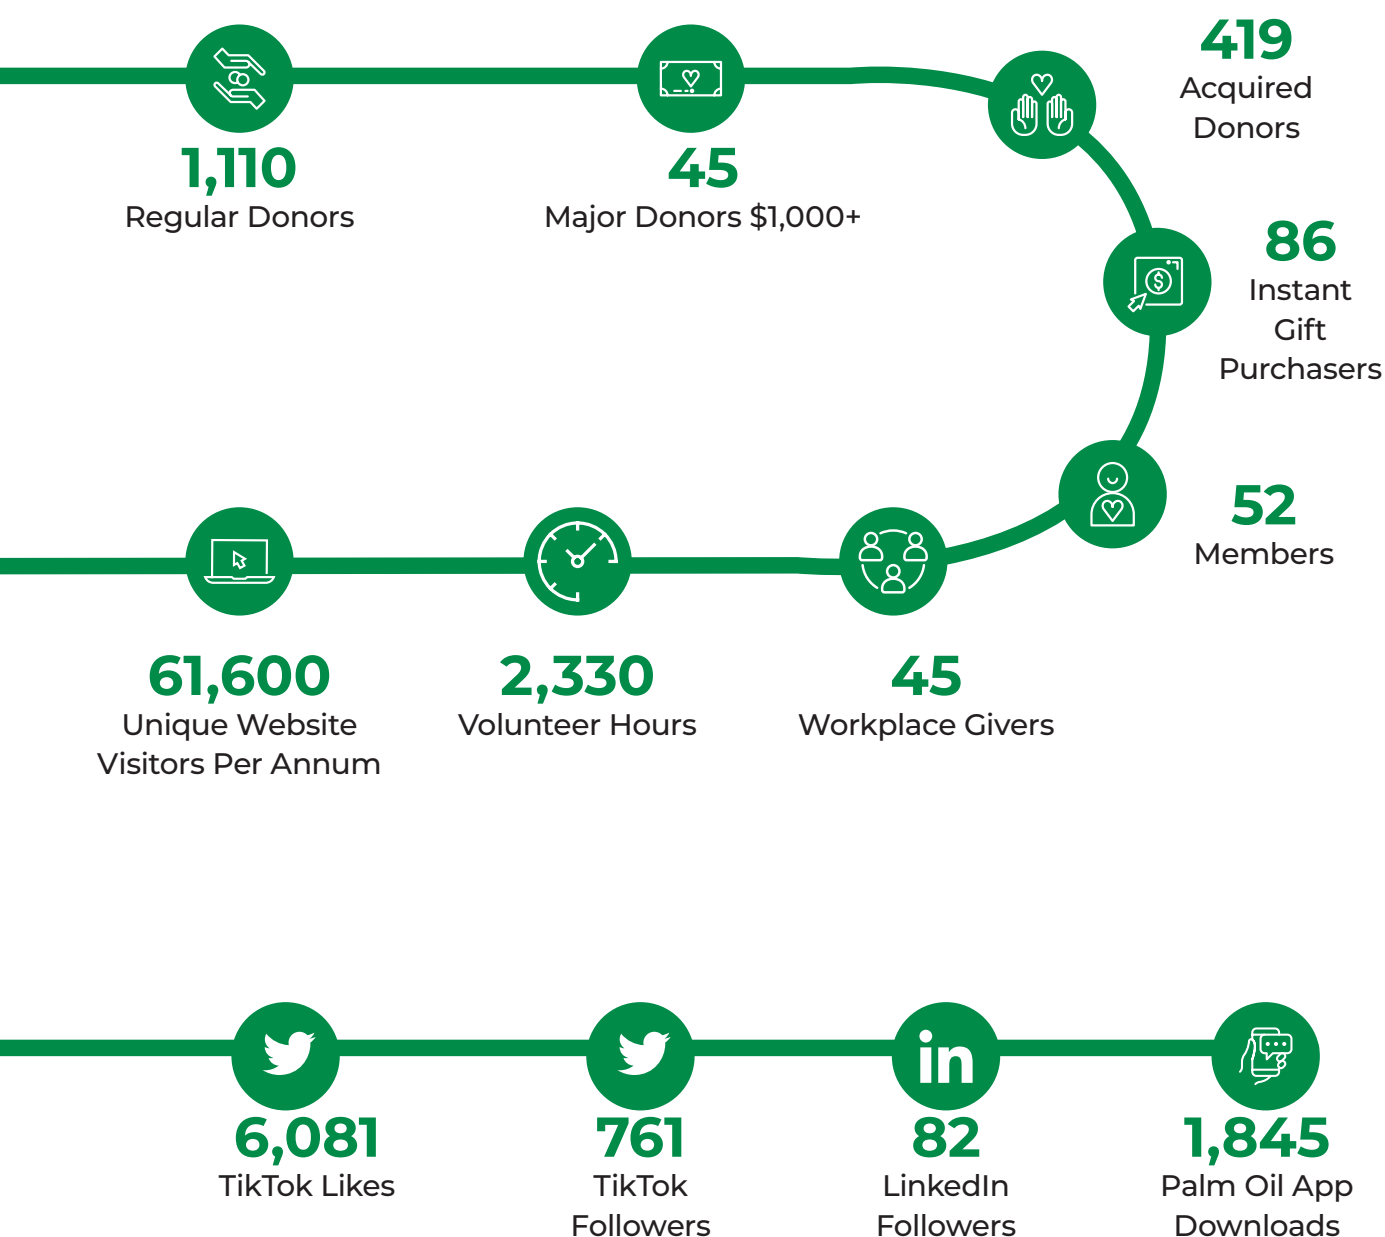 1,110
Regular Donors
45
Major Donors $1,000+
419
Acquired
Donors
86
Instant
Gift
Purchasers
52
Members
61,600
Unique Website
Visitors Per Annum
2,330
Volunteer Hours
45
Workplace Givers
6,081
TikTok Likes
761
TikTok
Followers
in
82
LinkedIn
Followers
1,845
Palm Oil App
Downloads